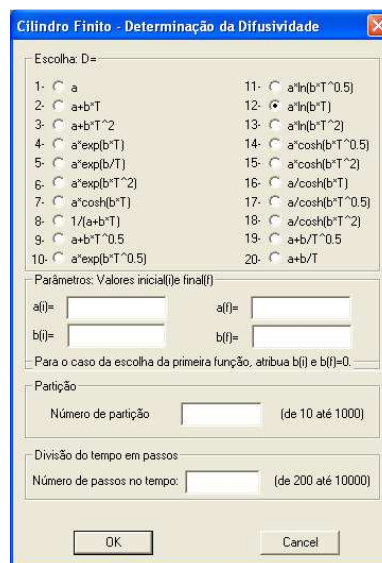 Cilindro Finito - Determinação da Difusividade
Escolha: D=
1- a
2- a+b*T
3- a+b*T^2
4- a*exp(b*T)
5- a*exp(b/T)
6- a*exp(b*T^2)
7- a*cosh(b*T)
8- 1/(a+b*T)
9- a+b*T^0.5
10- a*exp(b*T^0.5)
11- a*ln(b*T^0.5)
12- a*ln(b*T)
13- a*ln(b*T^2)
14- a*cosh(b*T^0.5)
15- a*cosh(b*T^2)
16- a/cosh(b*T)
17- a/cosh(b*T^0.5)
18- a/cosh(b*T^2)
19- a+b/T^0.5
20- a+b/T
Parâmetros: Valores inicial(i)e final(f)
a(i)= a(f)=
b(i)= b(f)=
Para o caso da escolha da primeira função, atribua b(i) e b(f)=0.
Partição
Número de partição (de 10 até 1000)
Divisão do tempo em passos
Número de passos no tempo: (de 200 até 10000)
OK Cancel